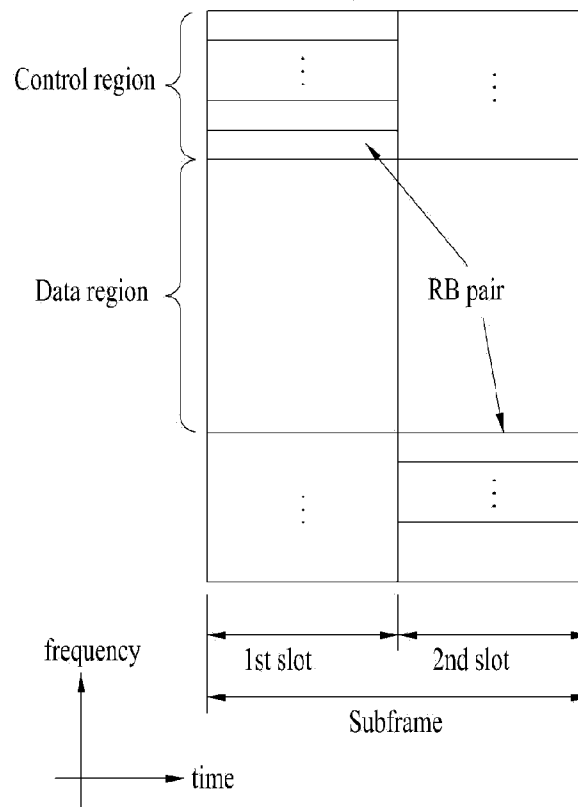 Control region
Data region
RB pair
1st slot
2nd slot
Subframe
frequency
time